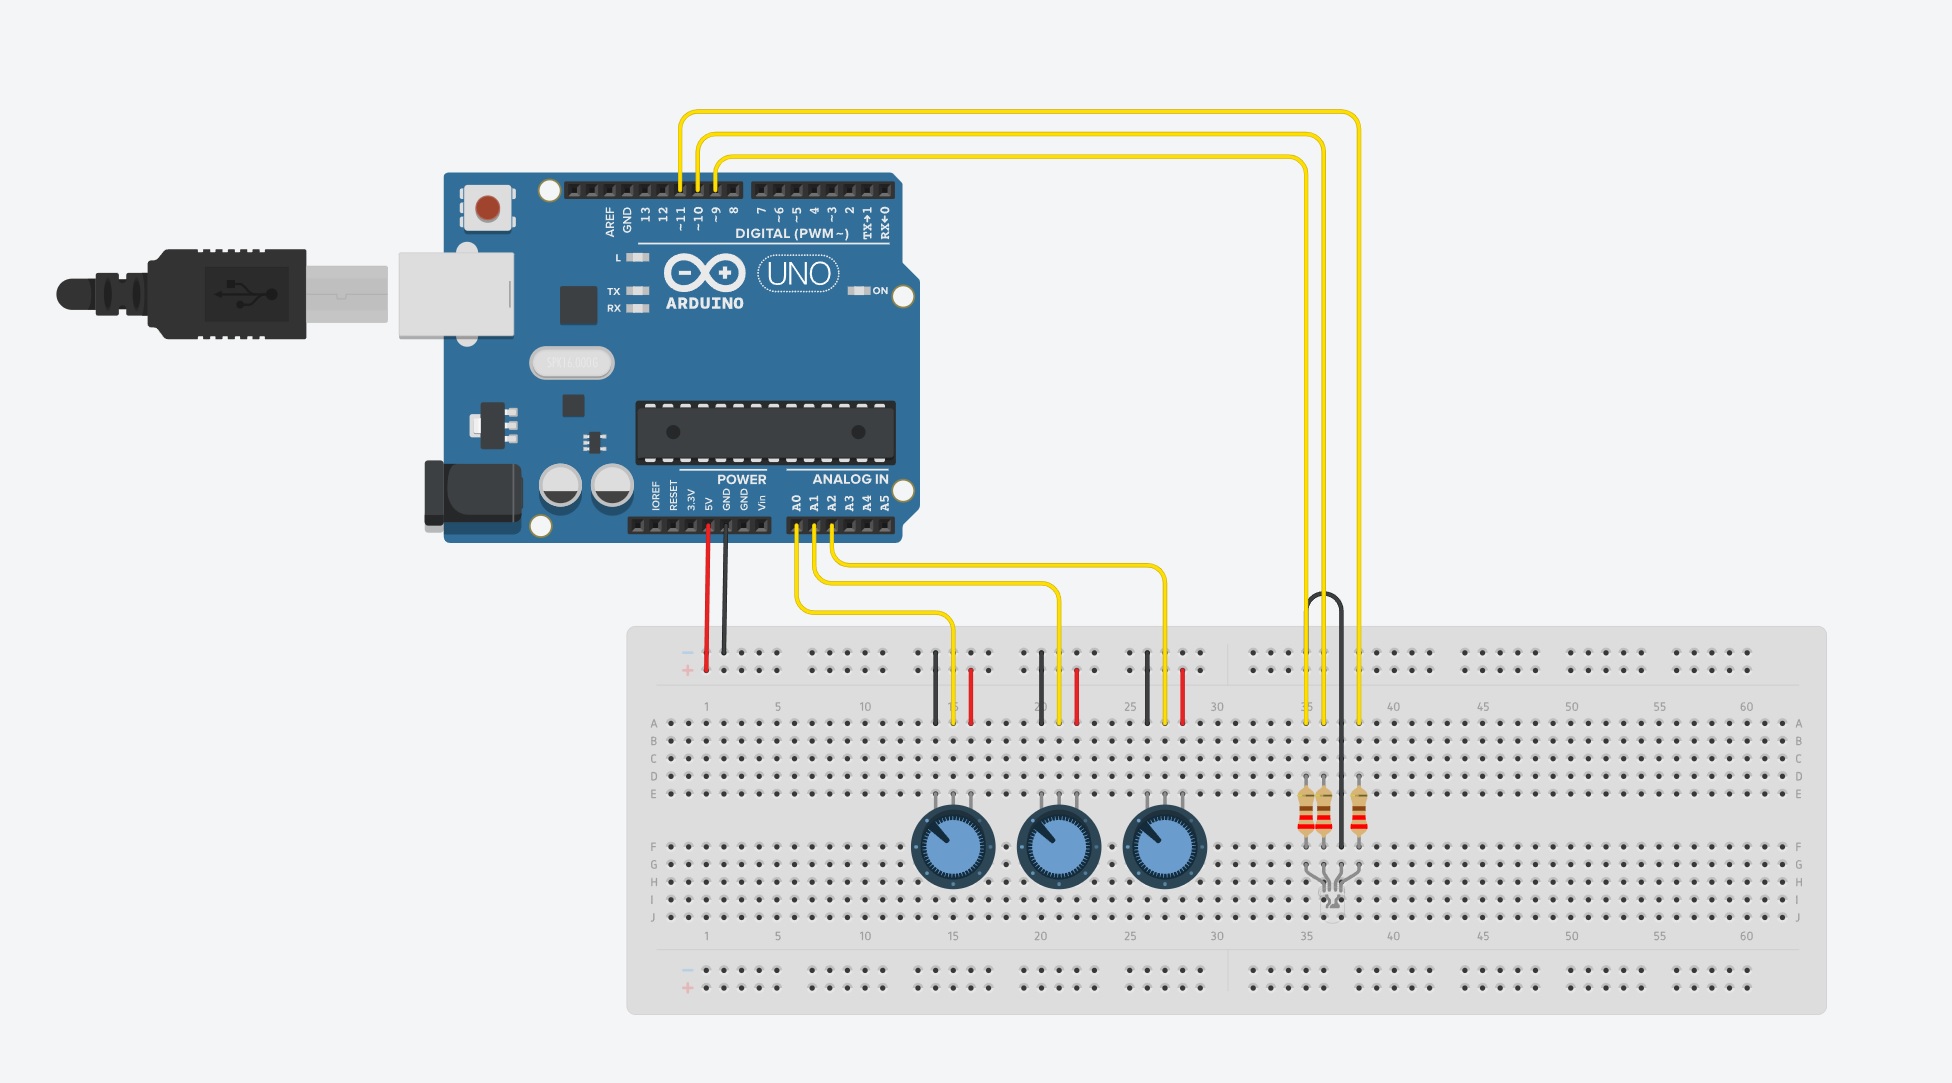 AREF
GND
13
12
~11
~10
~9
8
7
~6
~5
4
~3
2
TX→1
RX←0
DIGITAL (PWM~)
L
TX
RX
ARDUINO
UNO
ON
POWER
ANALOG IN
IOREF
RESET
3.3V
5V
GND
GND
Vin
A0
A1
A2
A3
A4
A5
− 
+
1 5 10 15 20 25 30 35 40 45 50 55 60
A A
B B
C C
D D
E E
F F
G G
H H
I I
J J
1 5 10 15 20 25 30 35 40 45 50 55 60
−
+